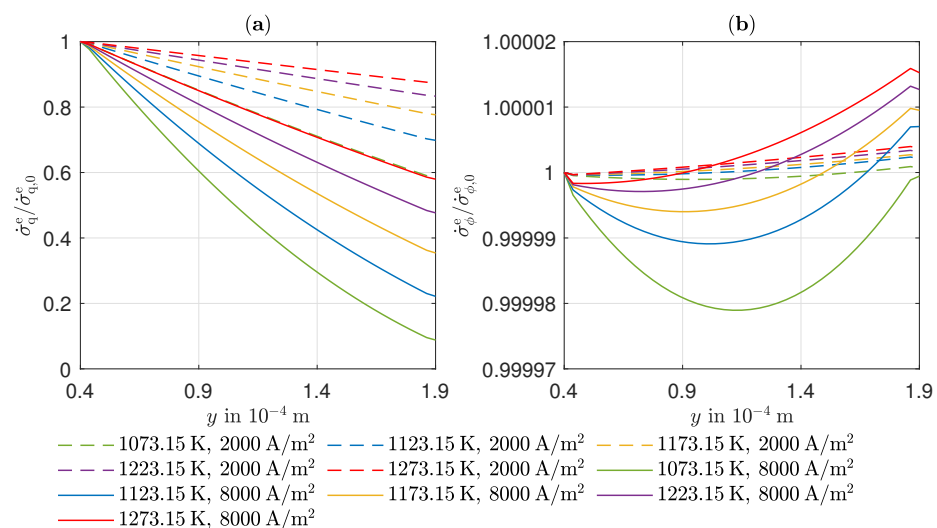 (a) (b)
1 1.00002
0.8 1.00001
0.6 1
0.4 0.99999
0.2 0.99998
0 0.99997
σ̇ᵉ_q/σ̇ᵉ_q,0
σ̇ᵉ_ϕ/σ̇ᵉ_ϕ,0
0.4 0.9 1.4 1.9 0.4 0.9 1.4 1.9
y in 10⁻⁴ m y in 10⁻⁴ m
1073.15 K, 2000 A/m² 1123.15 K, 2000 A/m² 1173.15 K, 2000 A/m²
1223.15 K, 2000 A/m² 1273.15 K, 2000 A/m² 1073.15 K, 8000 A/m²
1123.15 K, 8000 A/m² 1173.15 K, 8000 A/m² 1223.15 K, 8000 A/m²
1273.15 K, 8000 A/m²